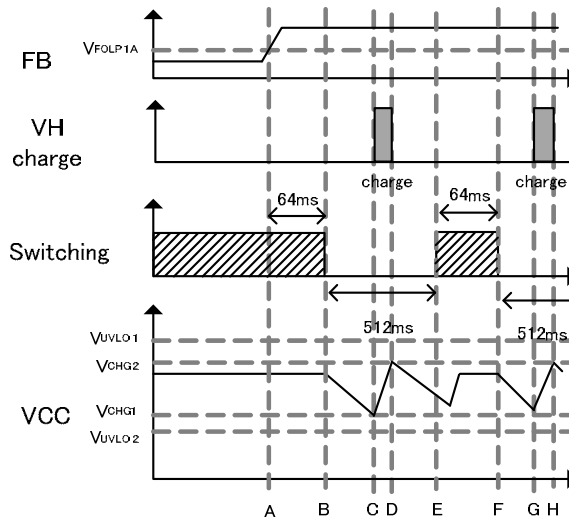 FB
VFOLP1A
VH
charge
charge
charge
64ms
64ms
Switching
512ms
512ms
VUVLO1
VCHG2
VCC
VCHG1
VUVLO2
A B C D E F G H